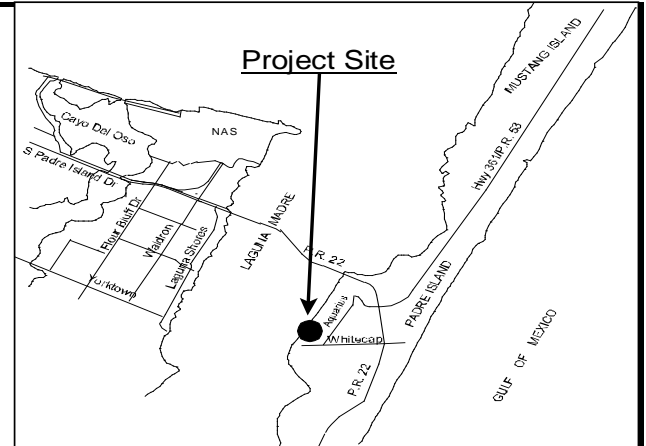 Project Site
MUSTANG ISLAND
Cayo Del Oso
NAS
Hwy 361/P.R. 53
S Padre Island Dr
Flour Bluff Dr
Waldron
Laguna Shores
LAGUNA MADRE
P.R. 22
Yorktown
Aquarius
PADRE ISLAND
Whitecap
P.R. 22
GULF OF MEXICO